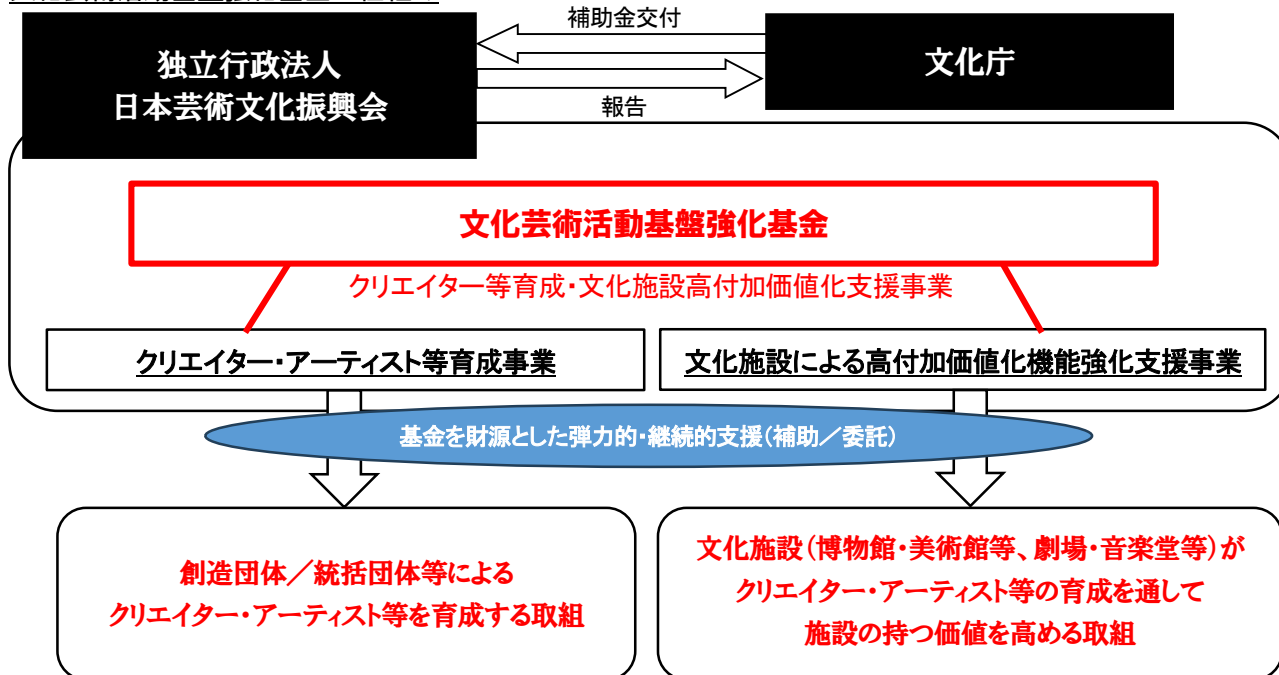 補助金交付
独立行政法人
日本芸術文化振興会
文化庁
報告
文化芸術活動基盤強化基金
クリエイター等育成・文化施設高付加価値化支援事業
クリエイター・アーティスト等育成事業
文化施設による高付加価値化機能強化支援事業
基金を財源とした弾力的・継続的支援(補助/委託)
創造団体/統括団体等による
クリエイター・アーティスト等を育成する取組
文化施設(博物館・美術館等、劇場・音楽堂等)が
クリエイター・アーティスト等の育成を通して
施設の持つ価値を高める取組